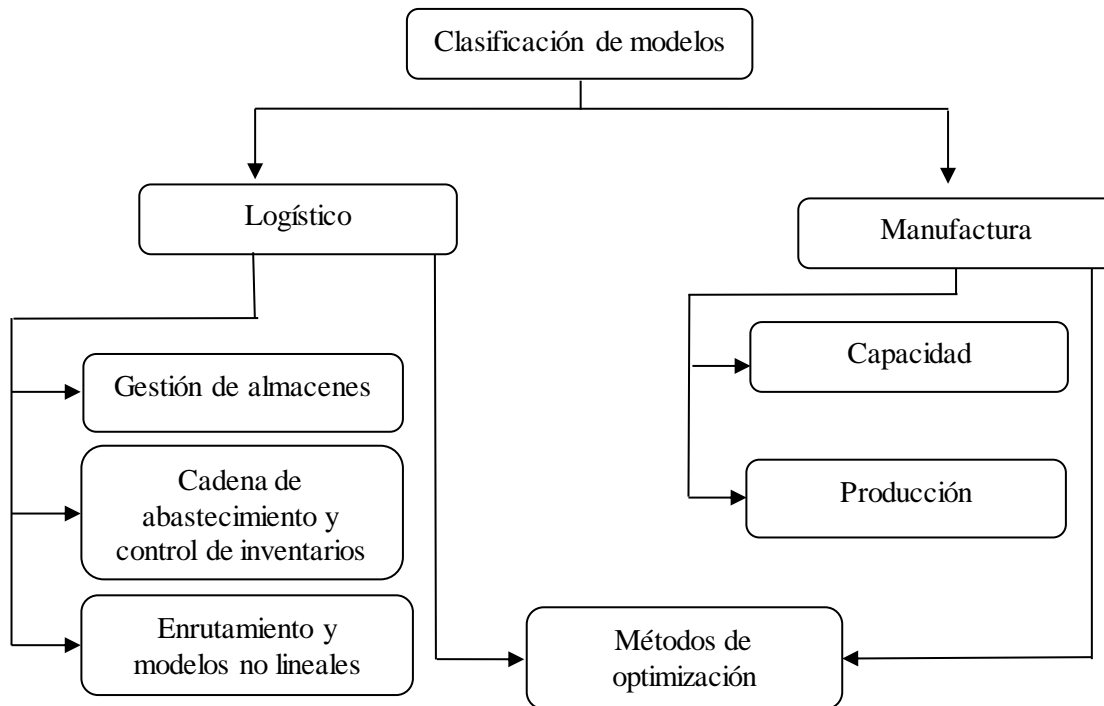 Clasificación de modelos
Logístico
Manufactura
Gestión de almacenes
Cadena de
abastecimiento y
control de inventarios
Enrutamiento y
modelos no lineales
Capacidad
Producción
Métodos de
optimización